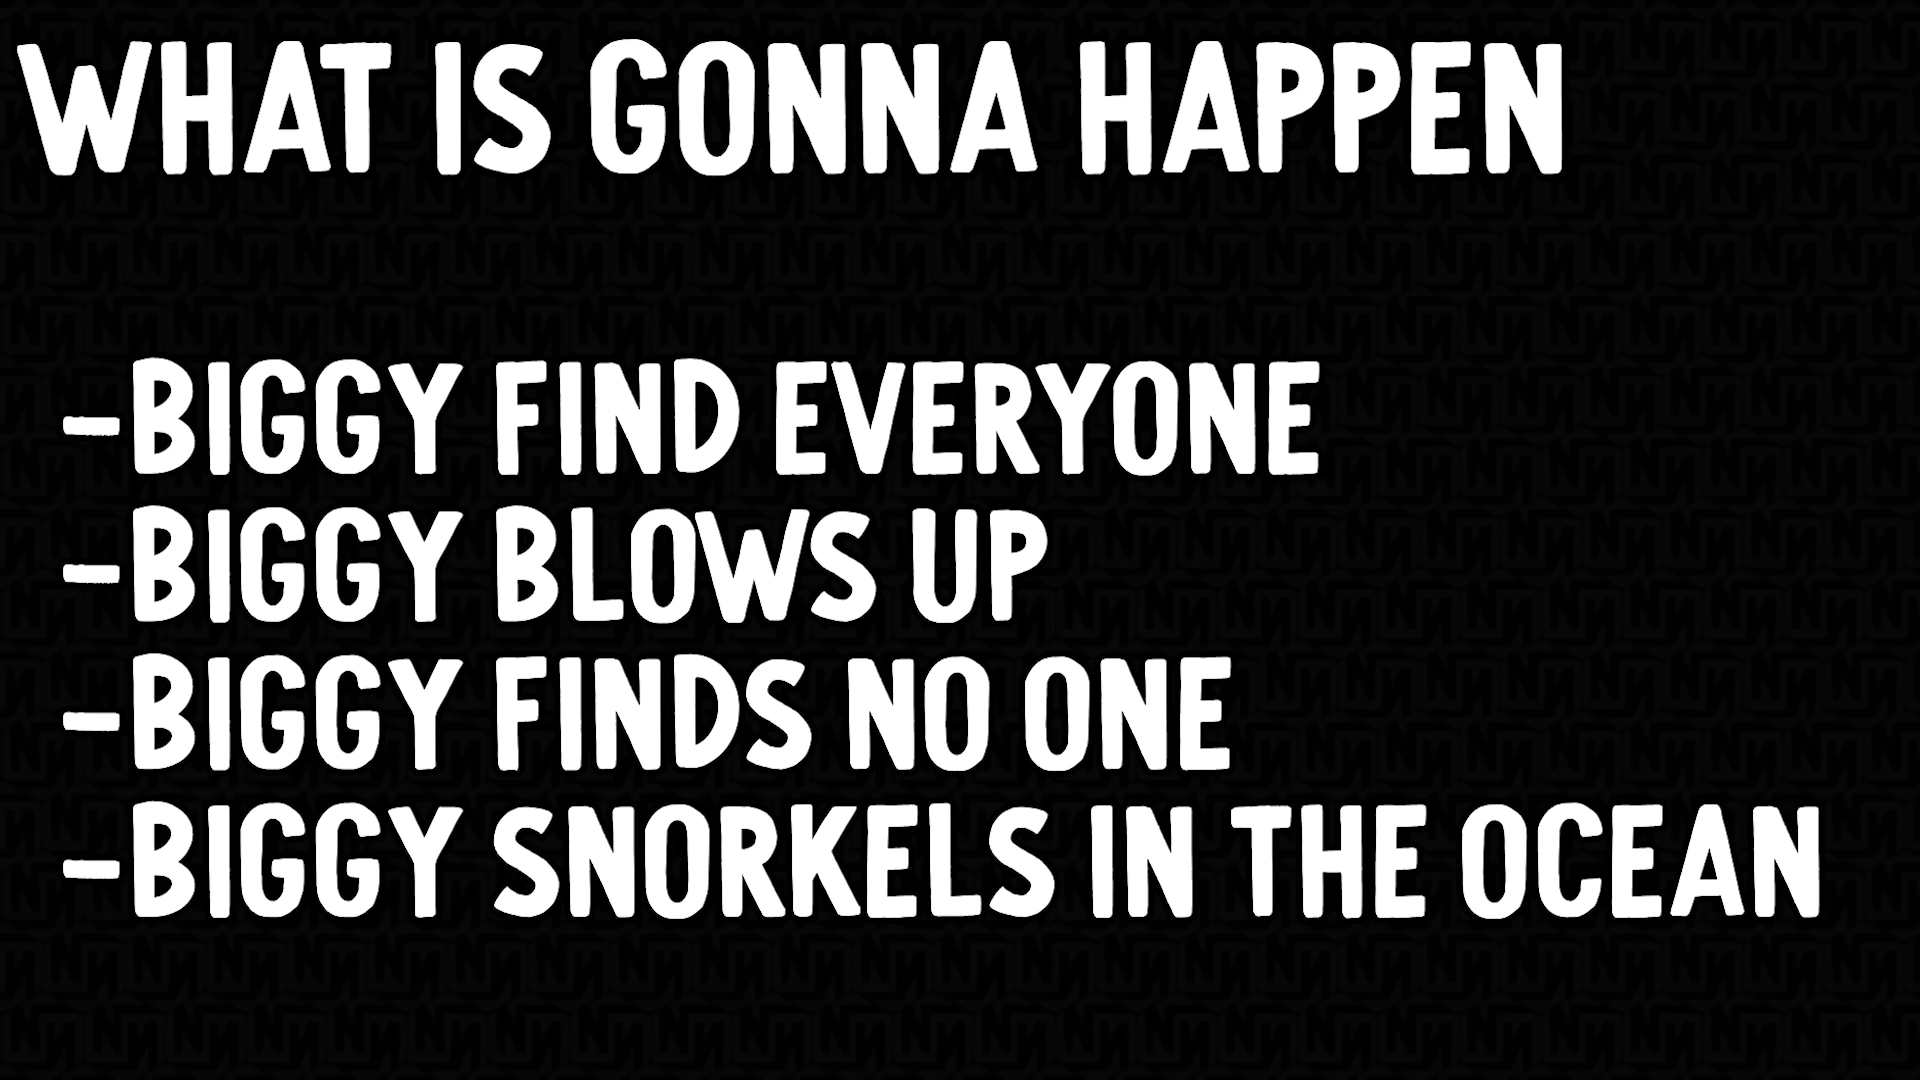 WHAT IS GONNA HAPPEN
-BIGGY FIND EVERYONE
-BIGGY BLOWS UP
-BIGGY FINDS NO ONE
-BIGGY SNORKELS IN THE OCEAN